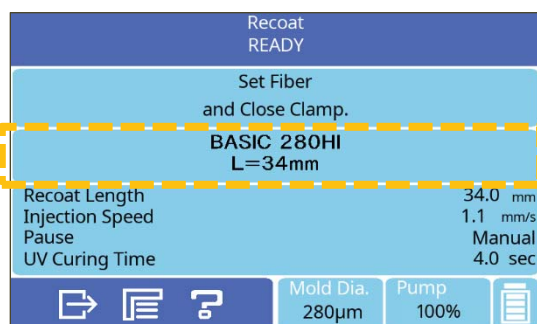 Recoat
READY
Set Fiber
and Close Clamp.
BASIC 280HI
L=34mm
Recoat Length 34.0 mm
Injection Speed 1.1 mm/s
Pause Manual
UV Curing Time 4.0 sec
Mold Dia. Pump
280µm 100%